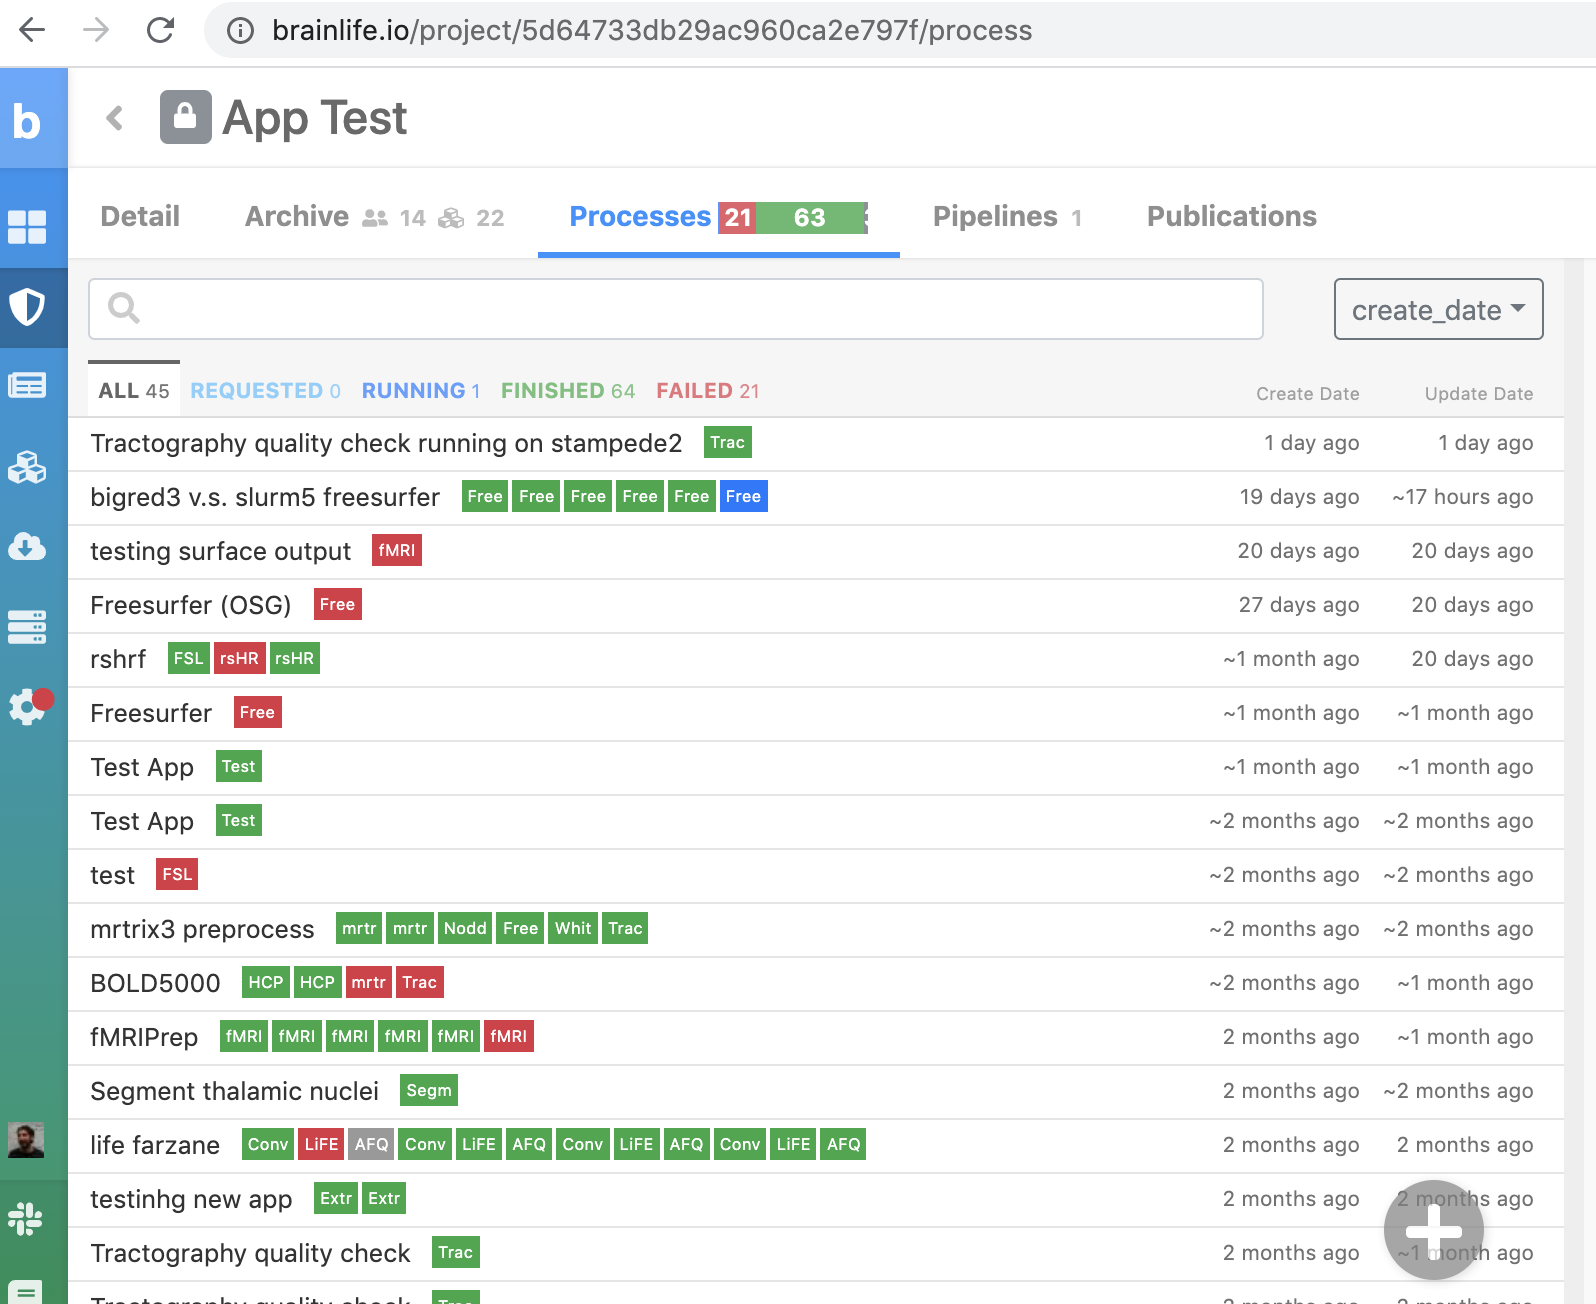 brainlife.io/project/5d64733db29ac960ca2e797f/process
b
App Test
Detail Archive 14 22 Processes 21 63 Pipelines 1 Publications
create_date
ALL 45 REQUESTED 0 RUNNING 1 FINISHED 64 FAILED 21 Create Date Update Date
Tractography quality check running on stampede2 Trac 1 day ago 1 day ago
bigred3 v.s. slurm5 freesurfer Free Free Free Free Free Free 19 days ago ~17 hours ago
testing surface output fMRI 20 days ago 20 days ago
Freesurfer (OSG) Free 27 days ago 20 days ago
rshrf FSL rsHR rsHR ~1 month ago 20 days ago
Freesurfer Free ~1 month ago ~1 month ago
Test App Test ~1 month ago ~1 month ago
Test App Test ~2 months ago ~2 months ago
test FSL ~2 months ago ~2 months ago
mrtrix3 preprocess mrtr mrtr Nodd Free Whit Trac ~2 months ago ~2 months ago
BOLD5000 HCP HCP mrtr Trac ~2 months ago ~1 month ago
fMRIPrep fMRI fMRI fMRI fMRI fMRI fMRI 2 months ago ~1 month ago
Segment thalamic nuclei Segm 2 months ago ~2 months ago
life farzane Conv LiFE AFQ Conv LiFE AFQ Conv LiFE AFQ Conv LiFE AFQ 2 months ago 2 months ago
testinhg new app Extr Extr 2 months ago 2 months ago
Tractography quality check Trac 2 months ago ~1 month ago
Tractography quality check Trac 2 months ago 2 months ago